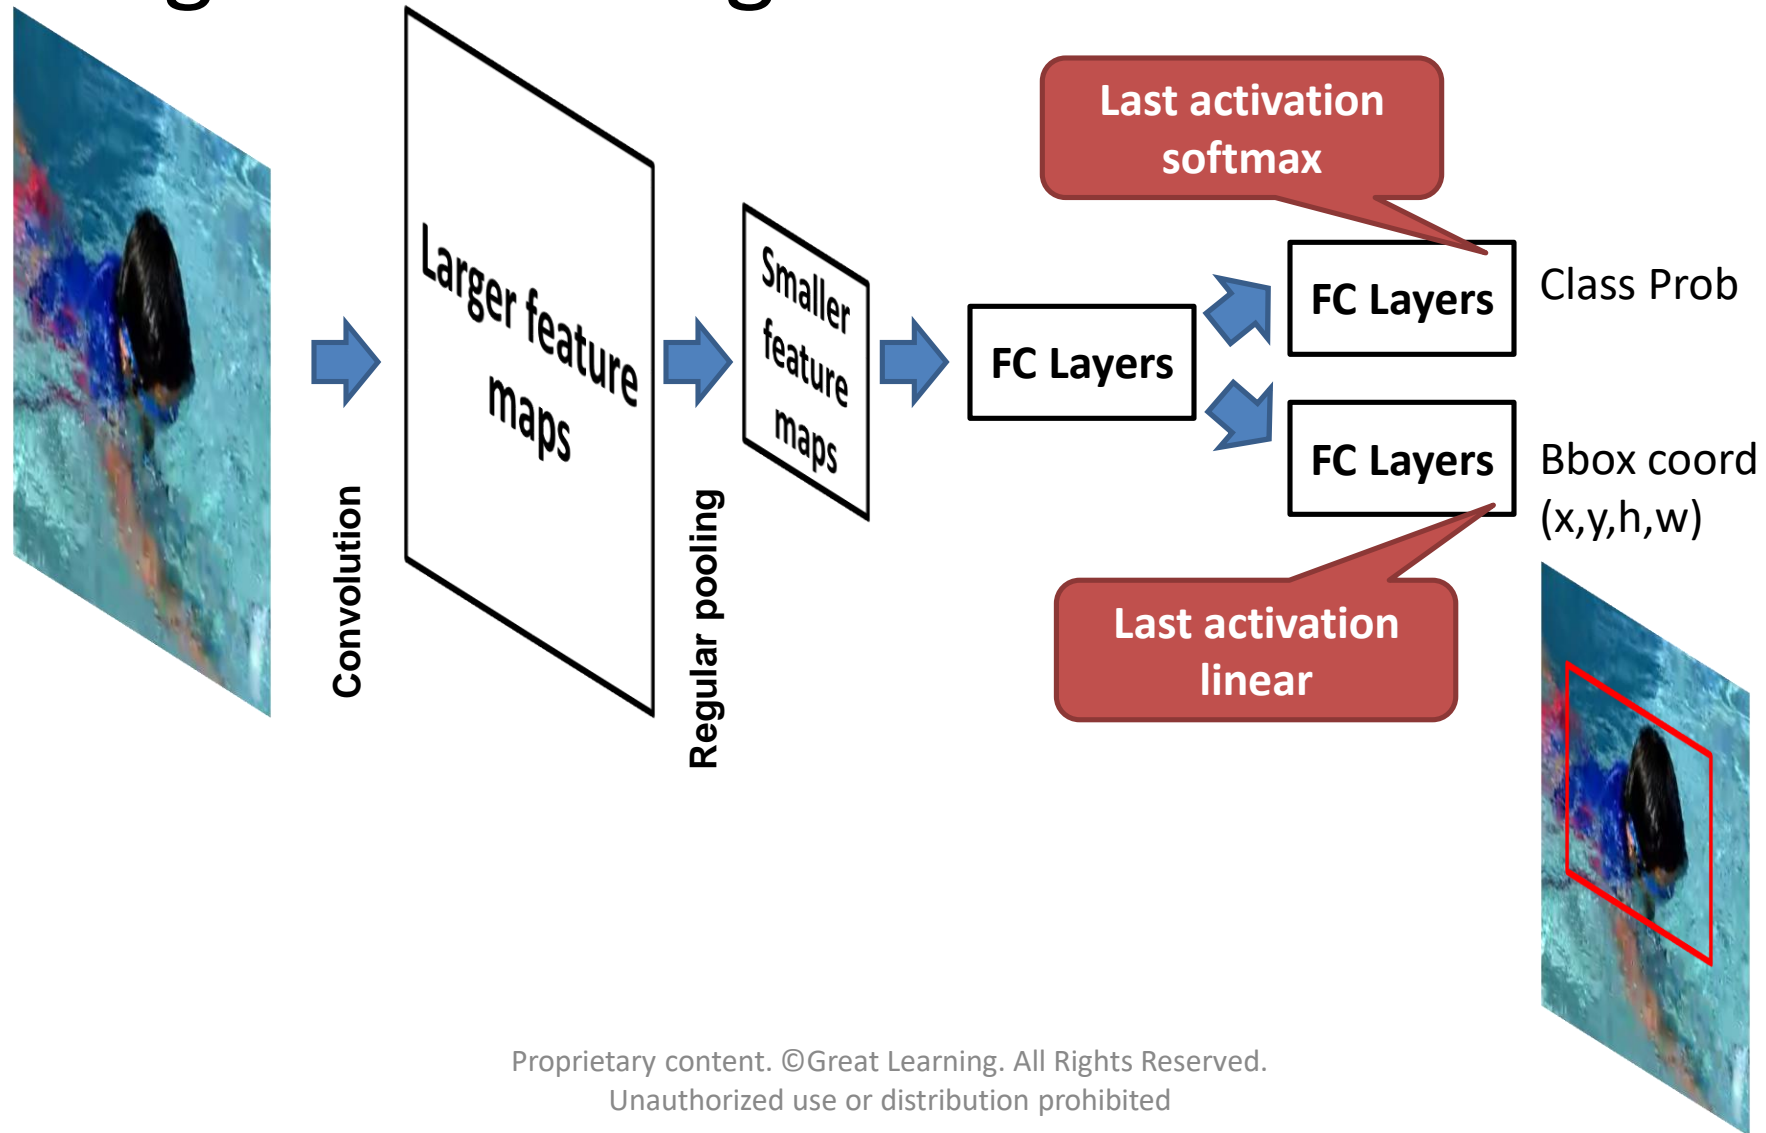 Last activation
softmax
Larger feature
maps
Smaller
feature
maps
FC Layers
FC Layers
Class Prob
FC Layers
Bbox coord
(x,y,h,w)
Convolution
Regular pooling
Last activation
linear
Proprietary content. ©Great Learning. All Rights Reserved.
Unauthorized use or distribution prohibited